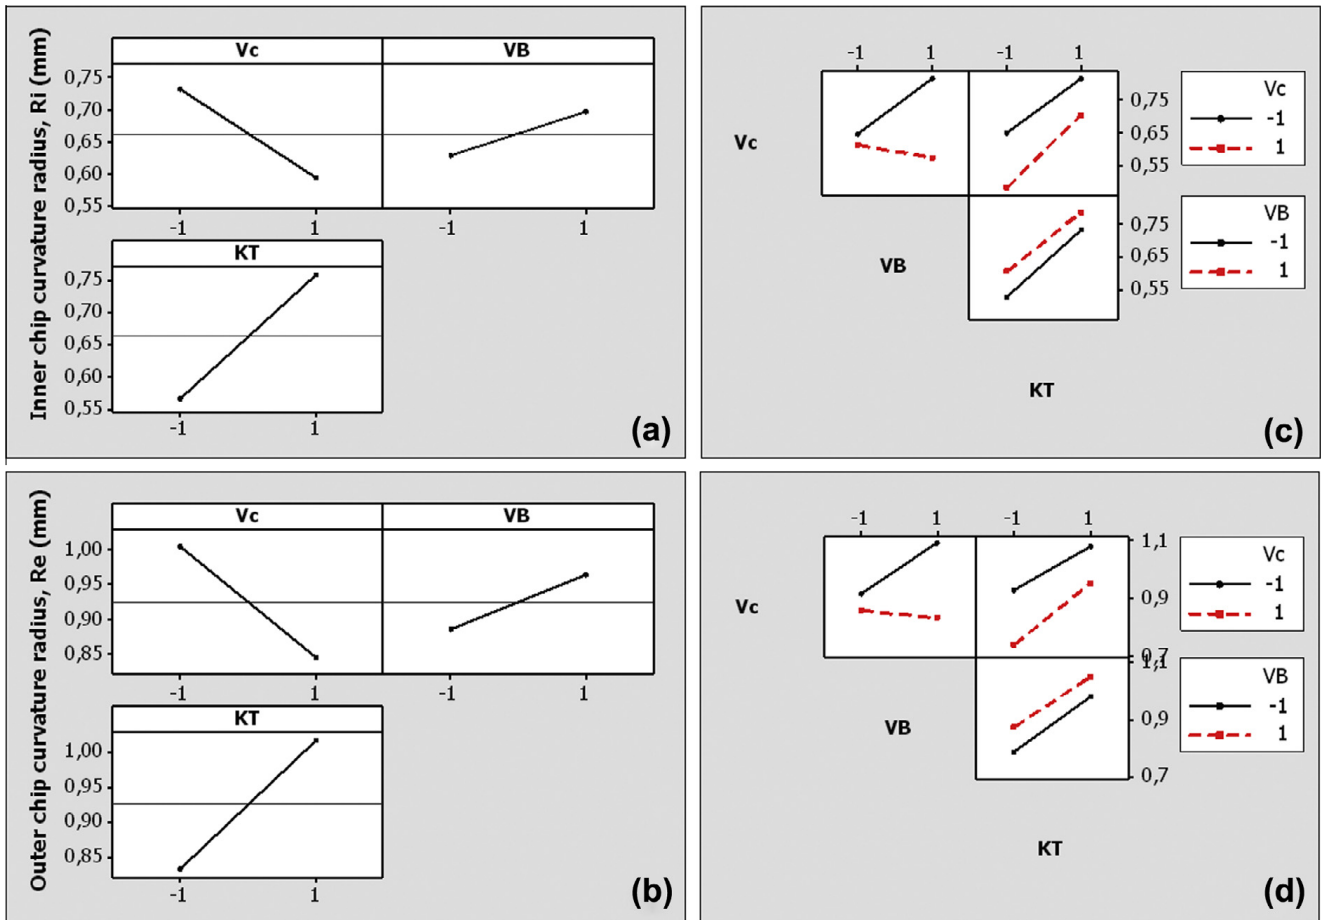 Inner chip curvature radius, Ri (mm)
Vc VB
0,75
0,70
0,65
0,60
0,55
-1 1 -1 1
KT
0,75
0,70
0,65
0,60
0,55
-1 1
(a)
-1 1 -1 1
Vc
0,75
0,65
0,55
Vc
-1
1
VB
0,75
0,65
0,55
VB
-1
1
KT
(c)
Outer chip curvature radius, Re (mm)
Vc VB
1,00
0,95
0,90
0,85
-1 1 -1 1
KT
1,00
0,95
0,90
0,85
-1 1
(b)
-1 1 -1 1
Vc
1,1
0,9
0,7
Vc
-1
1
VB
1,1
0,9
0,7
VB
-1
1
KT
(d)